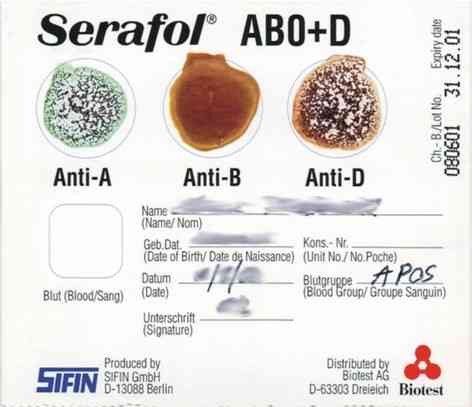 Serafol® ABO+D
Ch.-B./Lot No. Expiry date
080601 31.12.01
Anti-A Anti-B Anti-D
Name
(Name/ Nom)
Geb.Dat.
(Date of Birth/ Date de Naissance)
Kons.- Nr.
(Unit No./ No.Poche)
Datum
(Date)
Blutgruppe A POS
(Blood Group/ Groupe Sanguin)
Unterschrift
(Signature)
Blut (Blood/Sang)
SIFIN
Produced by
SIFIN GmbH
D-13088 Berlin
Distributed by
Biotest AG
D-63303 Dreieich
Biotest